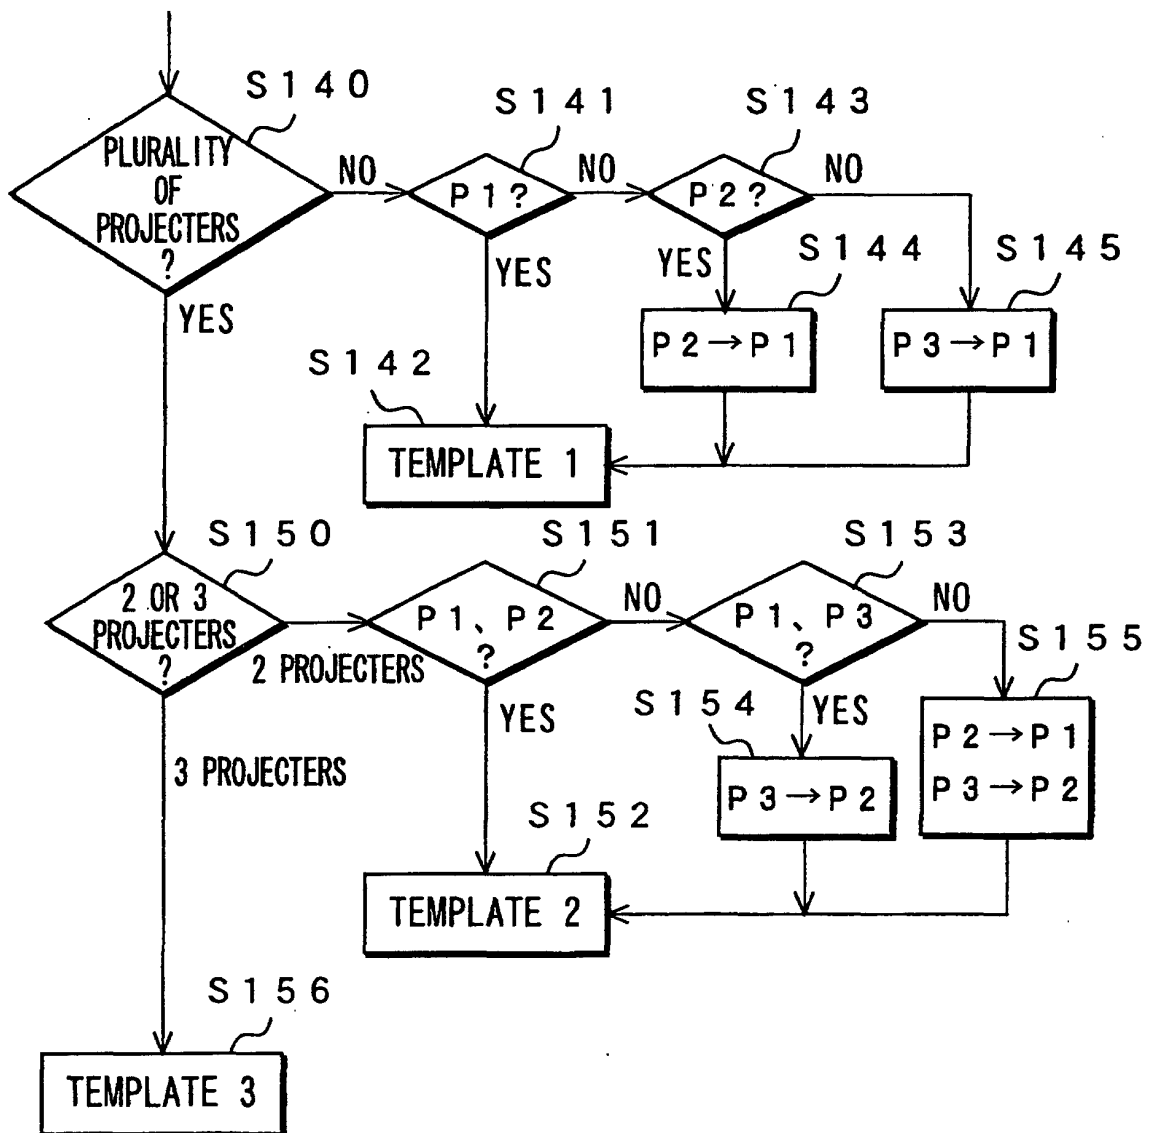 S140
PLURALITY
OF
PROJECTERS
?
NO
S141
P1?
NO
S143
P2?
NO
YES
YES
YES
S144
P2→P1
S145
P3→P1
S142
TEMPLATE 1
S150
2 OR 3
PROJECTERS
?
2 PROJECTERS
S151
P1、P2
?
NO
S153
P1、P3
?
NO
3 PROJECTERS
YES
S154
YES
P3→P2
S155
P2→P1
P3→P2
S152
TEMPLATE 2
S156
TEMPLATE 3